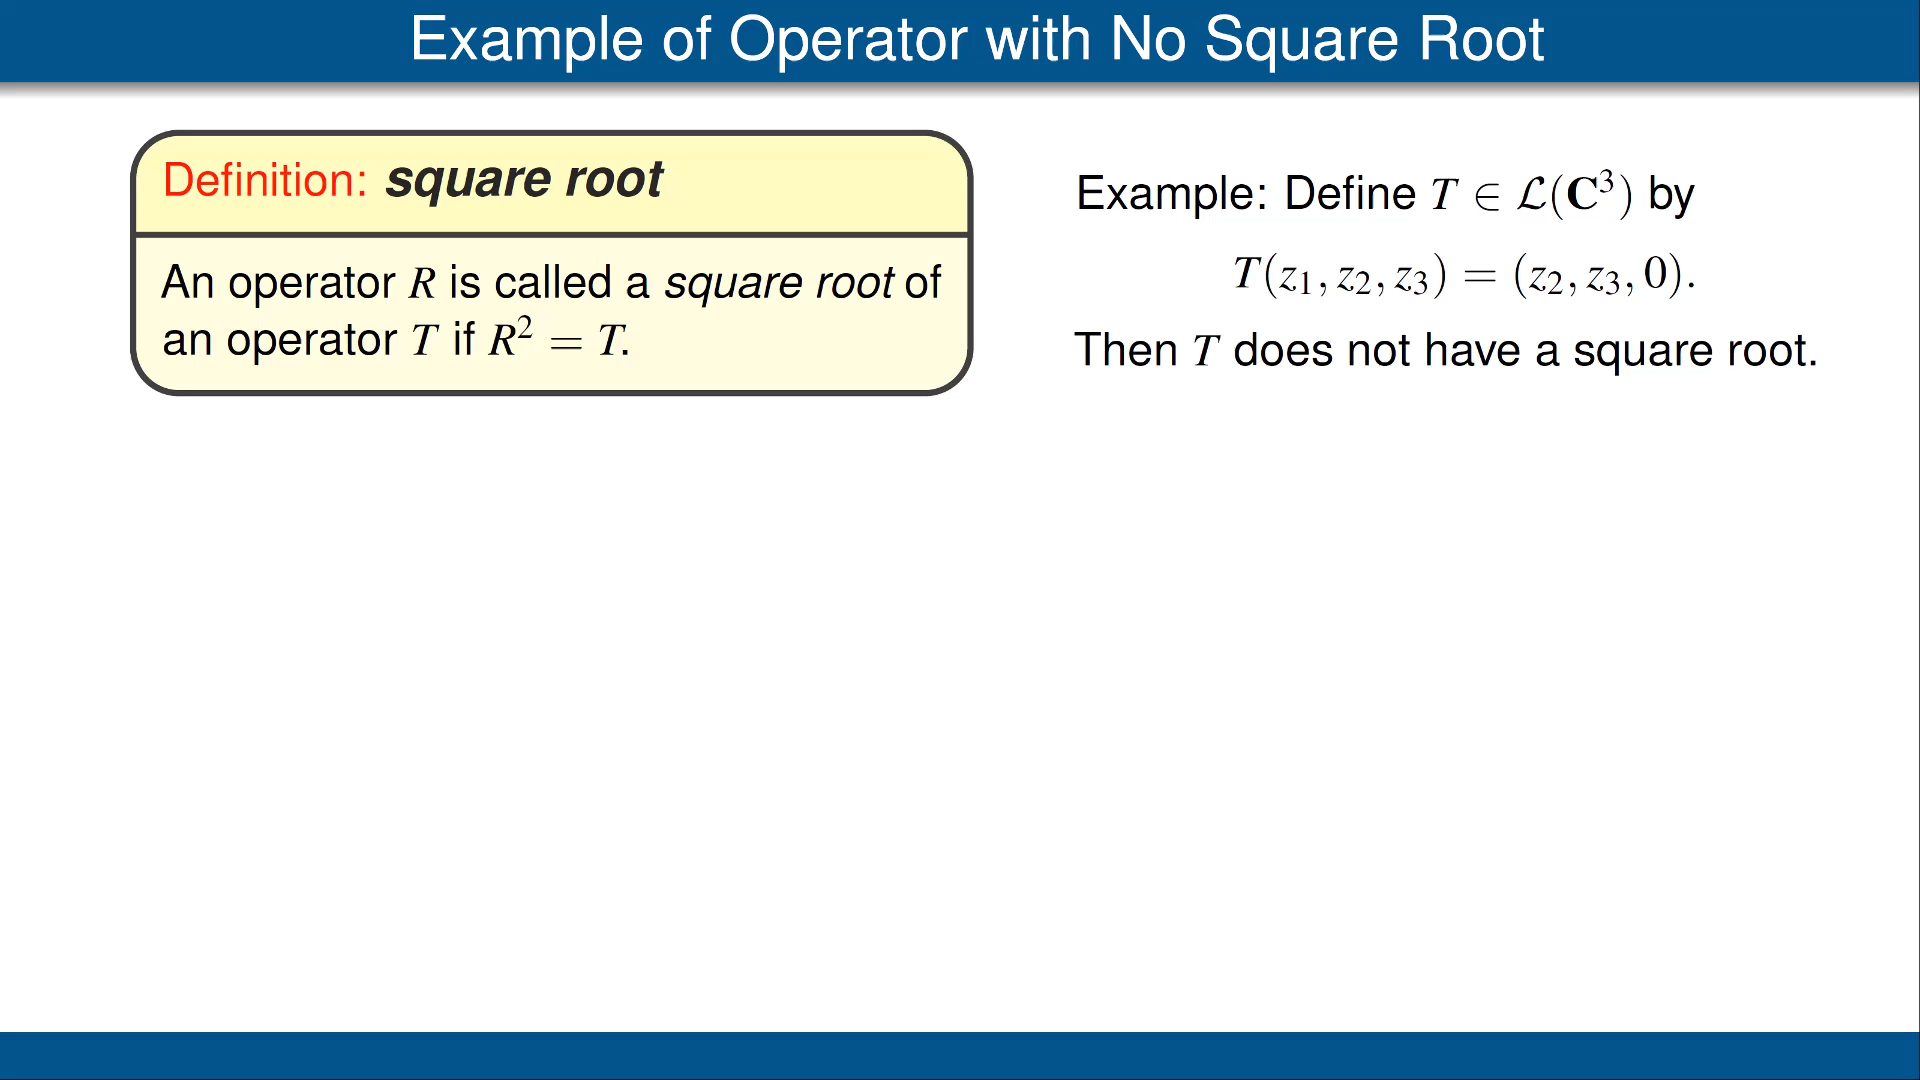 Example of Operator with No Square Root
Definition: square root
An operator R is called a square root of
an operator T if R² = T.
Example: Define T ∈ ℒ(C³) by
T(z₁, z₂, z₃) = (z₂, z₃, 0).
Then T does not have a square root.